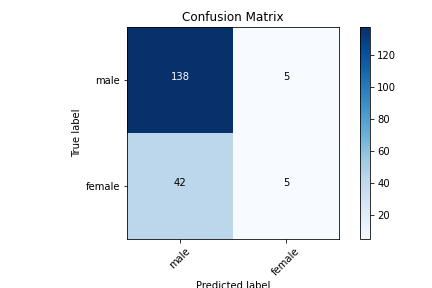 Confusion Matrix
male
138
5
120
100
80
60
40
20
True label
female
42
5
male
female
Predicted label